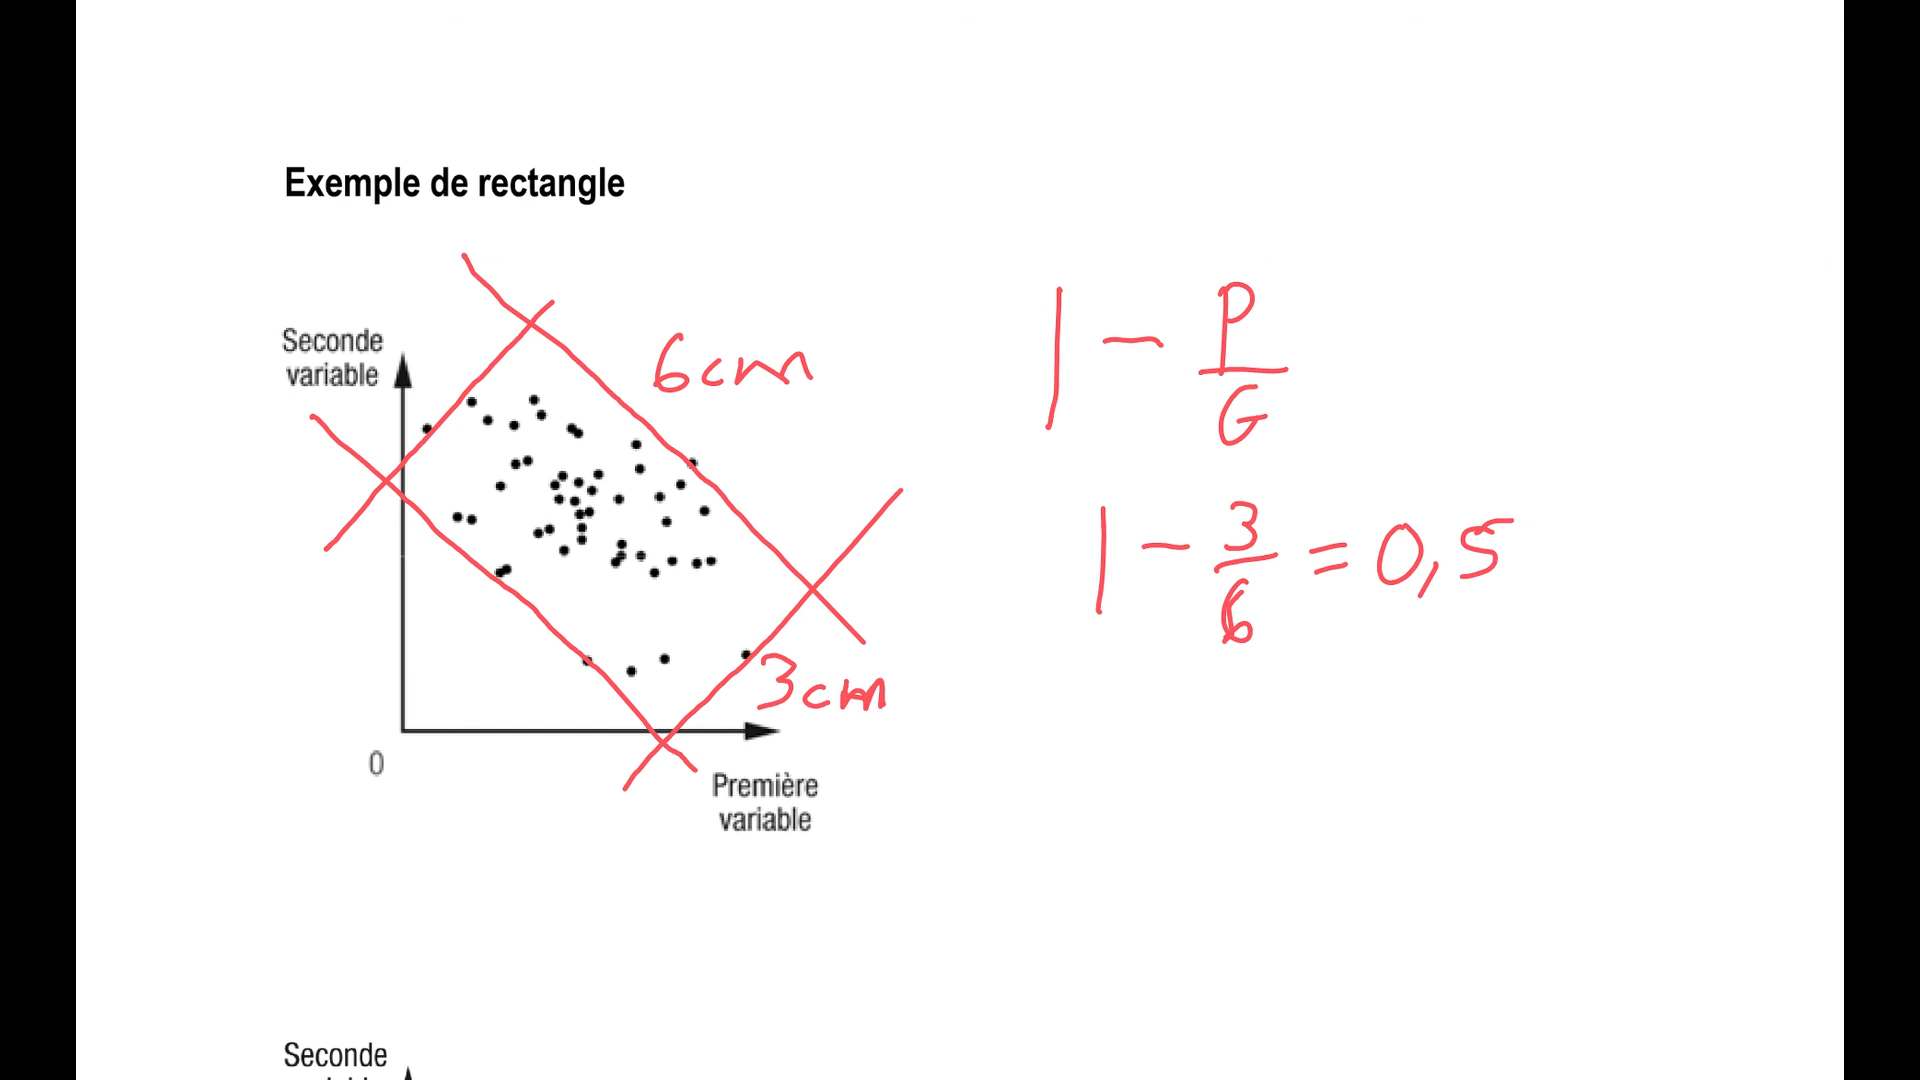 Exemple de rectangle
Seconde
variable
6cm
3cm
0
Première
variable
1 - P/G
1 - 3/6 = 0,5
Seconde